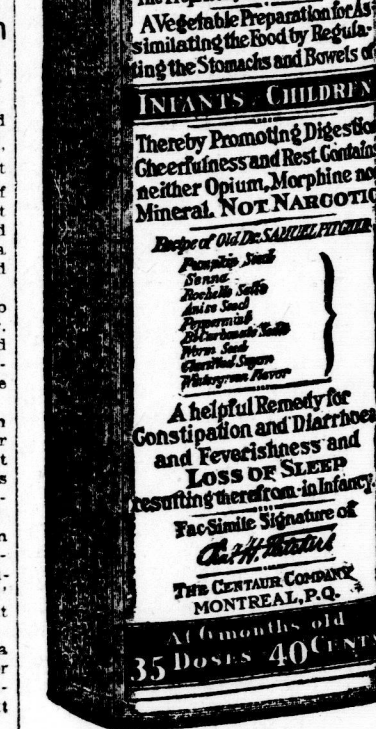 A Vegetable Preparation for As-
similating the Food by Regula-
ting the Stomachs and Bowels of
INFANTS CHILDREN
Thereby Promoting Digestion
Cheerfulness and Rest. Contains
neither Opium, Morphine nor
Mineral. NOT NARCOTIC
Recipe of Old Dr. SAMUEL PITCHER
Pumpkin Seed
Senna
Rochelle Salts
Anise Seed
Peppermint
Bi Carbonate Soda
Worm Seed
Clarified Sugar
Wintergreen Flavor
A helpful Remedy for
Constipation and Diarrhoea
and Feverishness and
LOSS OF SLEEP
resulting therefrom in Infancy.
Fac-Simile Signature of
Chas. H. Fletcher
THE CENTAUR COMPANY
MONTREAL, P.Q.
At 6 months old
35 DOSES 40 CENTS